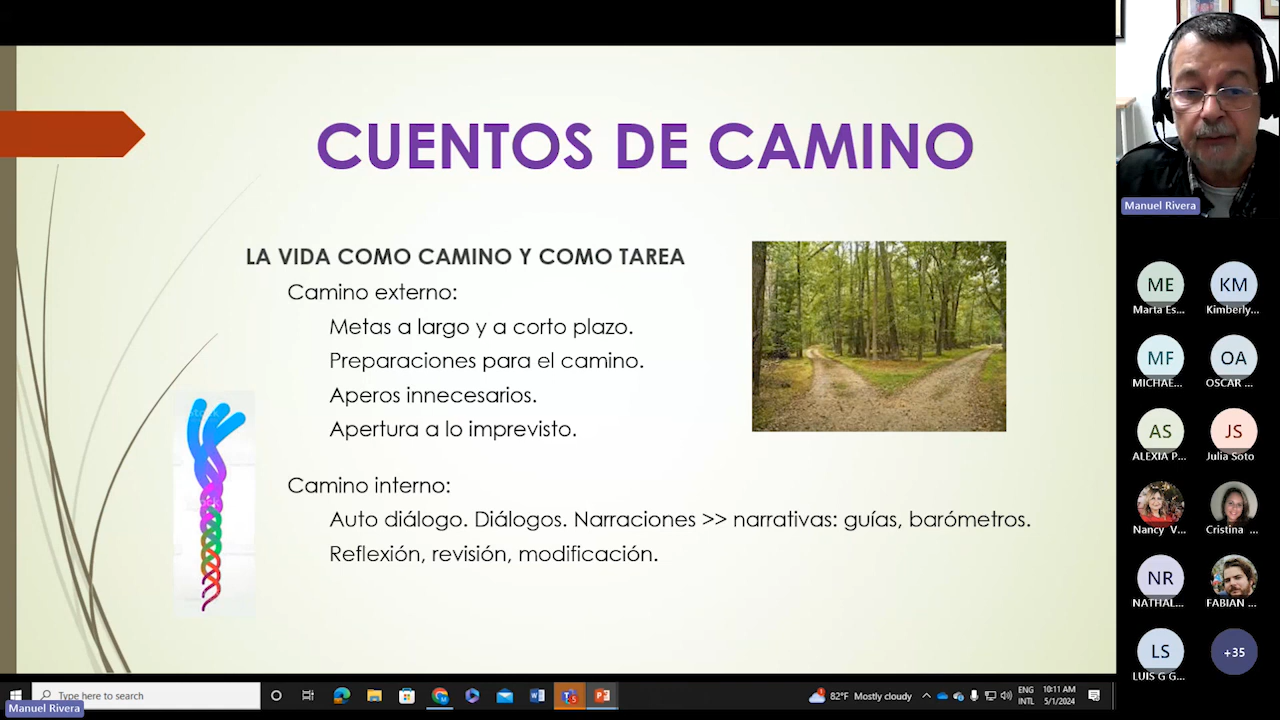 CUENTOS DE CAMINO
LA VIDA COMO CAMINO Y COMO TAREA
Camino externo:
Metas a largo y a corto plazo.
Preparaciones para el camino.
Aperos innecesarios.
Apertura a lo imprevisto.
Camino interno:
Auto diálogo. Diálogos. Narraciones >> narrativas: guías, barómetros.
Reflexión, revisión, modificación.
Manuel Rivera
ME
Marta Es...
KM
Kimberly...
MF
MICHAE...
OA
OSCAR ...
AS
ALEXIA P...
JS
Julia Soto
Nancy V...
Cristina ...
NR
NATHAL...
FABIAN ...
LS
LUIS G G...
+35
Type here to search
82°F Mostly cloudy
ENG
INTL
10:11 AM
5/1/2024
Manuel Rivera